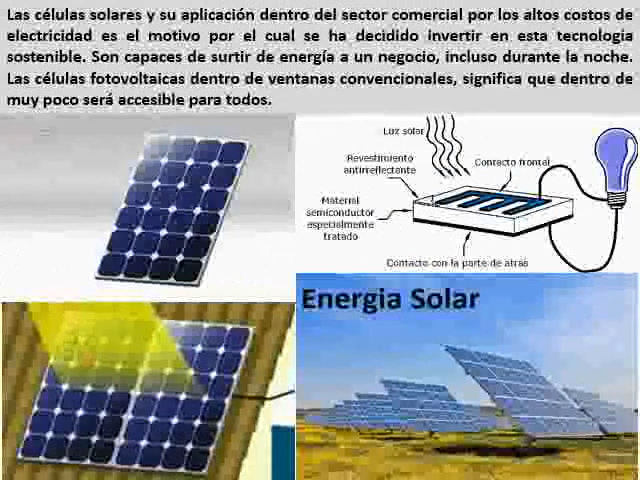 Las células solares y su aplicación dentro del sector comercial por los altos costos de
electricidad es el motivo por el cual se ha decidido invertir en esta tecnologia
sostenible. Son capaces de surtir de energía a un negocio, incluso durante la noche.
Las células fotovoltaicas dentro de ventanas convencionales, significa que dentro de
muy poco será accesible para todos.
Luz solar
Revestimiento
antirreflectante
Contacto frontal
Material
semiconductor
especialmente
tratado
Contacto con la parte de atrás
Energia Solar